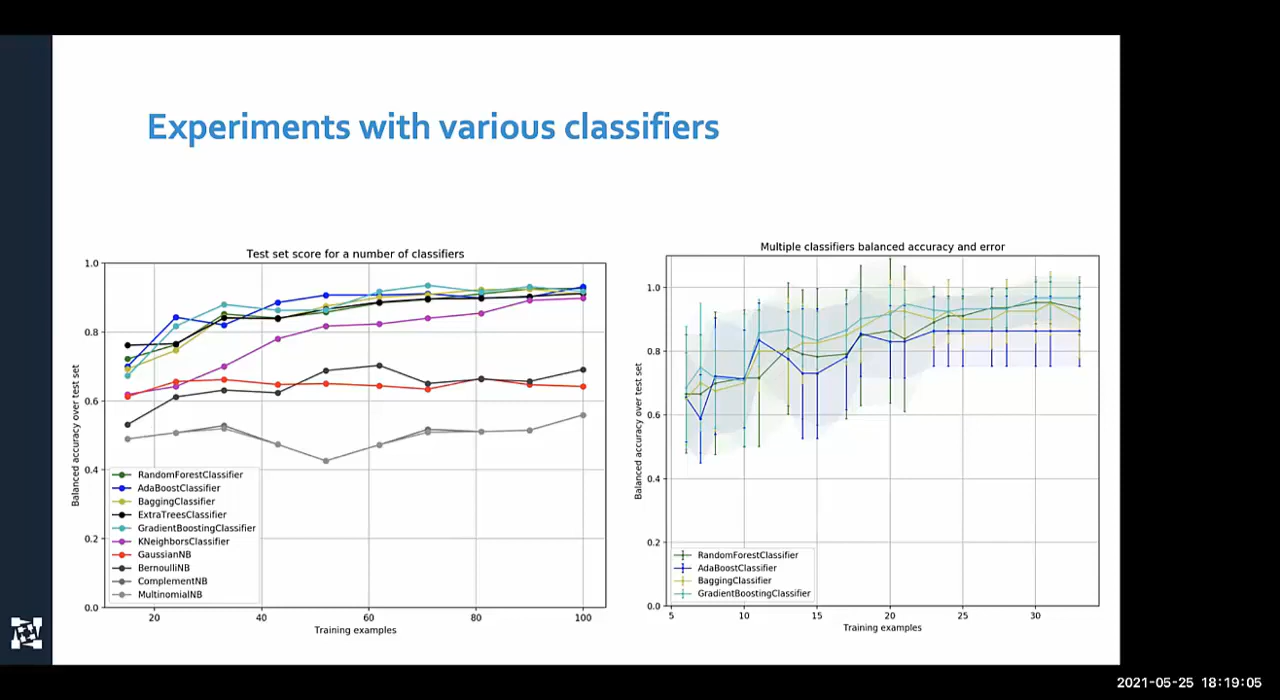 Experiments with various classifiers
Test set score for a number of classifiers
Balanced accuracy over test set
1.0
0.8
0.6
0.4
0.2
0.0
RandomForestClassifier
AdaBoostClassifier
BaggingClassifier
ExtraTreesClassifier
GradientBoostingClassifier
KNeighborsClassifier
GaussianNB
BernoulliNB
ComplementNB
MultinomialNB
20 40 60 80 100
Training examples
Multiple classifiers balanced accuracy and error
Balanced accuracy over test set
1.0
0.8
0.6
0.4
0.2
0.0
RandomForestClassifier
AdaBoostClassifier
BaggingClassifier
GradientBoostingClassifier
5 10 15 20 25 30
Training examples
2021-05-25 18:19:05